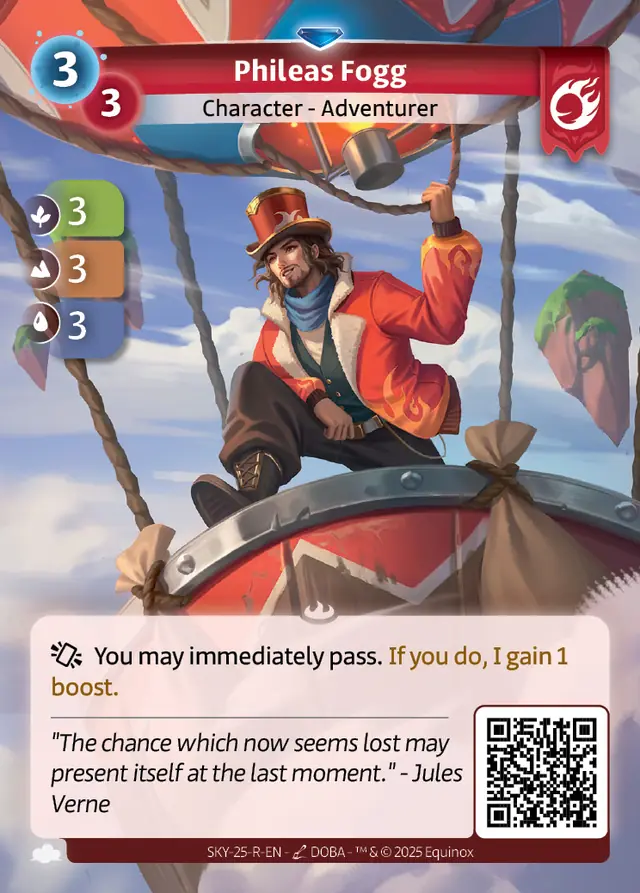 3
Phileas Fogg
3
Character - Adventurer
3
3
3
You may immediately pass. If you do, I gain 1
boost.
"The chance which now seems lost may
present itself at the last moment." - Jules
Verne
SKY-25-R-EN - DOBA - ™ & © 2025 Equinox